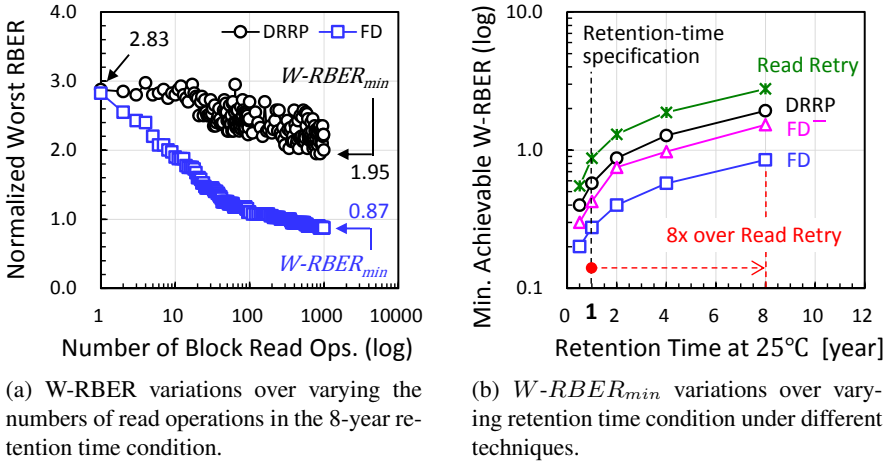 DRRP FD
2.83
4.0
3.0
2.0
1.0
0.0
Normalized Worst RBER
W-RBERmin
1.95
0.87
W-RBERmin
1 10 100 1000 10000
Number of Block Read Ops. (log)
(a) W-RBER variations over varying the
numbers of read operations in the 8-year re-
tention time condition.
Min. Achievable W-RBER (log)
10.0
1.0
0.1
Retention-time
specification
Read Retry
DRRP
FD¯
FD
8x over Read Retry
0 1 2 4 6 8 10 12
Retention Time at 25℃ [year]
(b) W-RBERmin variations over vary-
ing retention time condition under different
techniques.